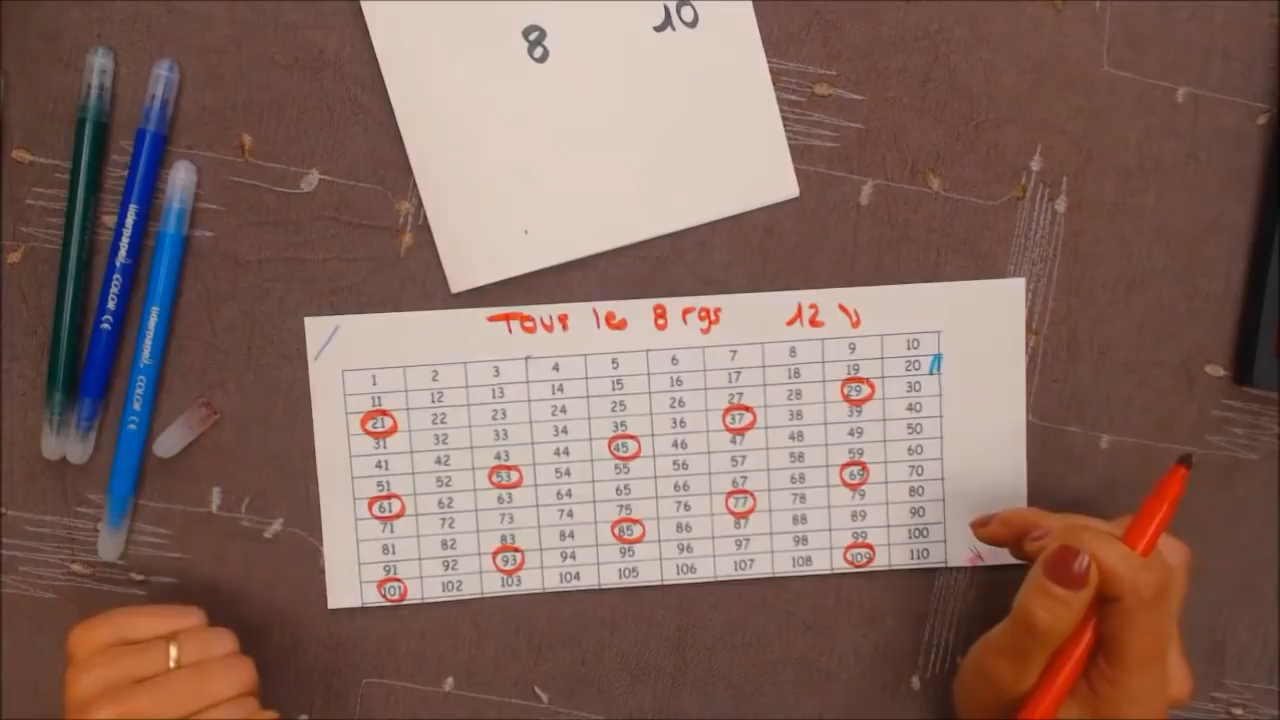 8 10
liderpapel COLOR CE
liderpapel COLOR CE
Tous les 8 rgs 12 V
1 2 3 4 5 6 7 8 9 10
11 12 13 14 15 16 17 18 19 20
21 22 23 24 25 26 27 28 29 30
31 32 33 34 35 36 37 38 39 40
41 42 43 44 45 46 47 48 49 50
51 52 53 54 55 56 57 58 59 60
61 62 63 64 65 66 67 68 69 70
71 72 73 74 75 76 77 78 79 80
81 82 83 84 85 86 87 88 89 90
91 92 93 94 95 96 97 98 99 100
101 102 103 104 105 106 107 108 109 110